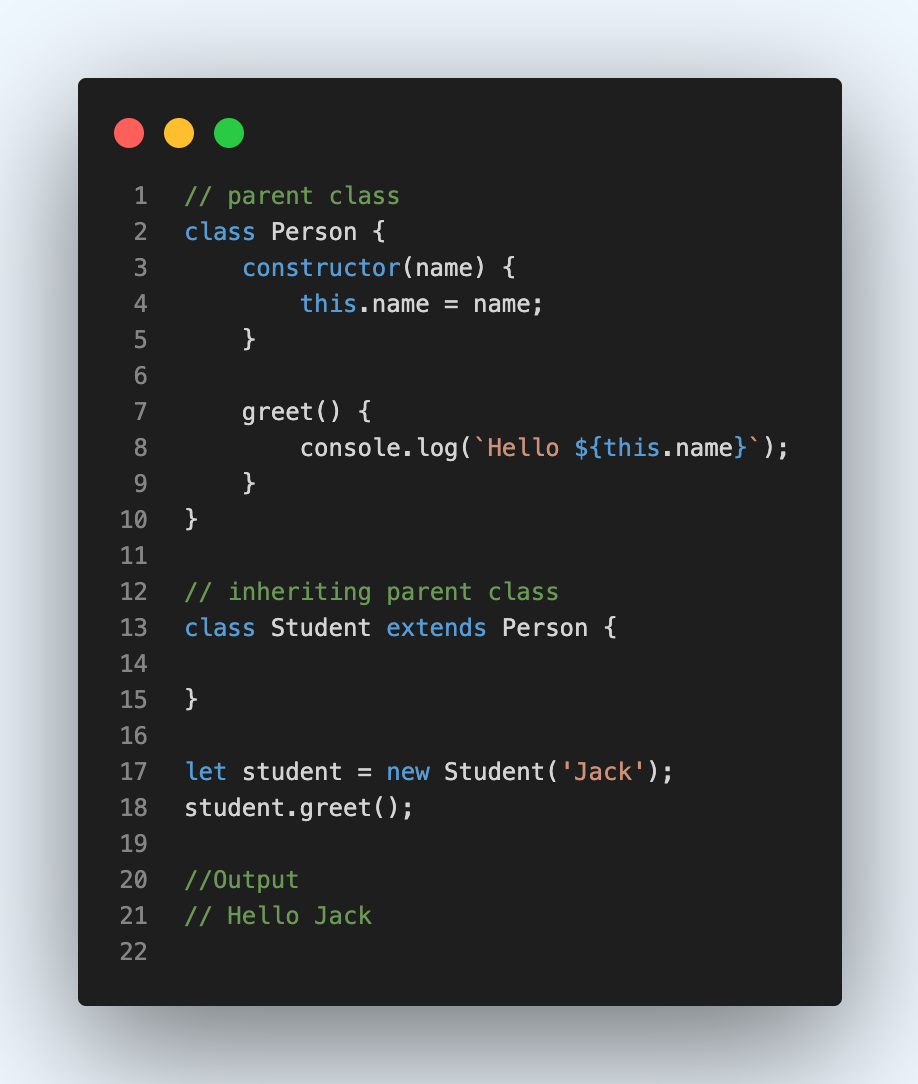 1 // parent class
2 class Person {
3     constructor(name) {
4         this.name = name;
5     }
6
7     greet() {
8         console.log(`Hello ${this.name}`);
9     }
10 }
11
12 // inheriting parent class
13 class Student extends Person {
14
15 }
16
17 let student = new Student('Jack');
18 student.greet();
19
20 //Output
21 // Hello Jack
22